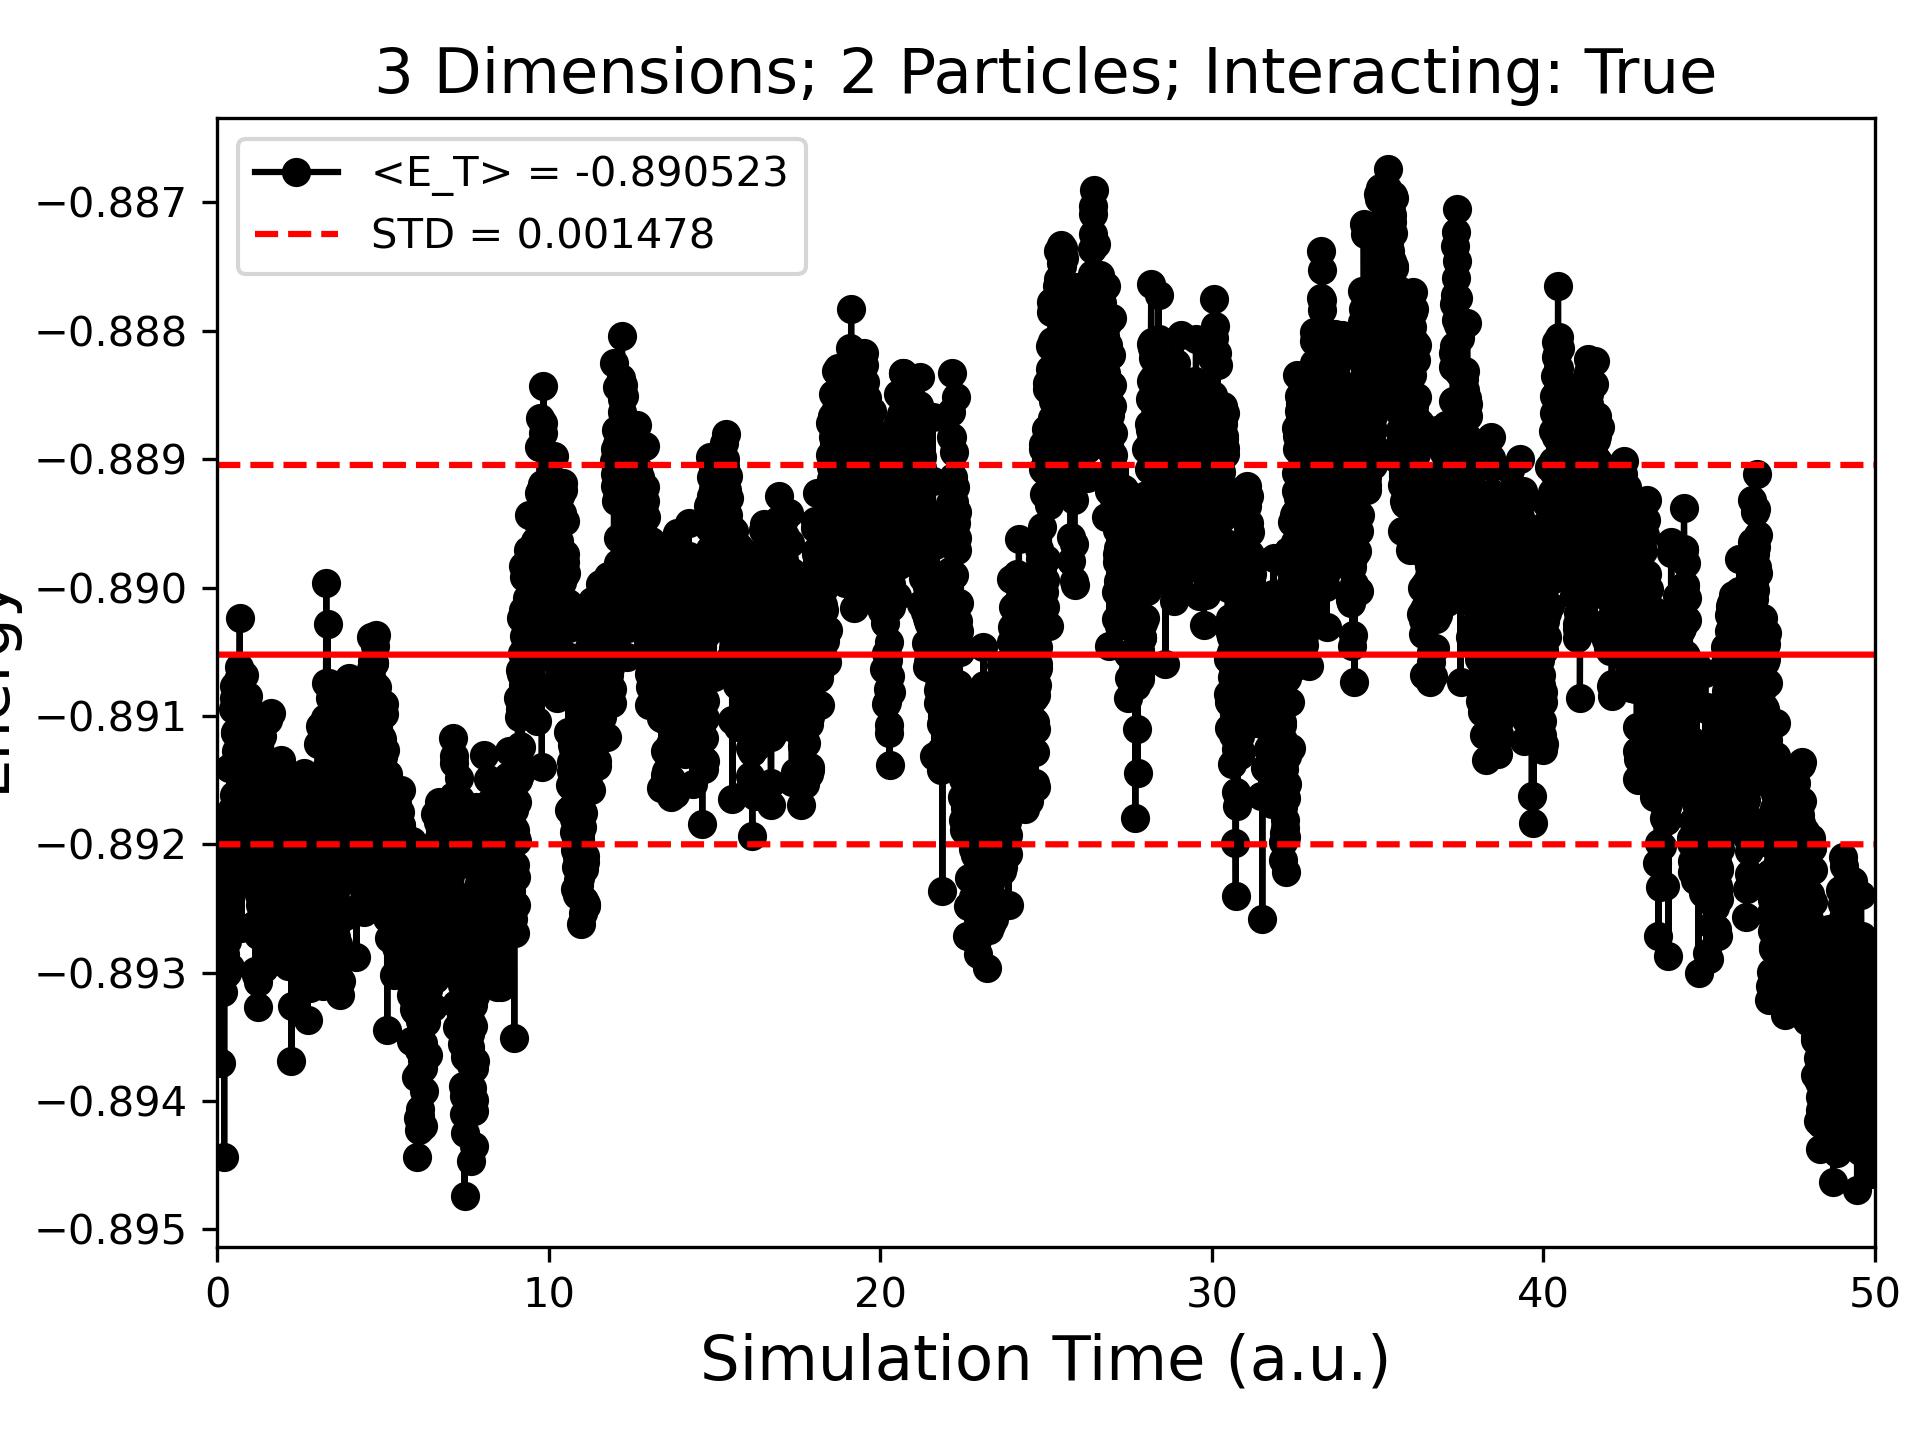 3 Dimensions; 2 Particles; Interacting: True
<E_T> = -0.890523
STD = 0.001478
−0.887
−0.888
−0.889
−0.890
−0.891
−0.892
−0.893
−0.894
−0.895
Energy
0 10 20 30 40 50
Simulation Time (a.u.)